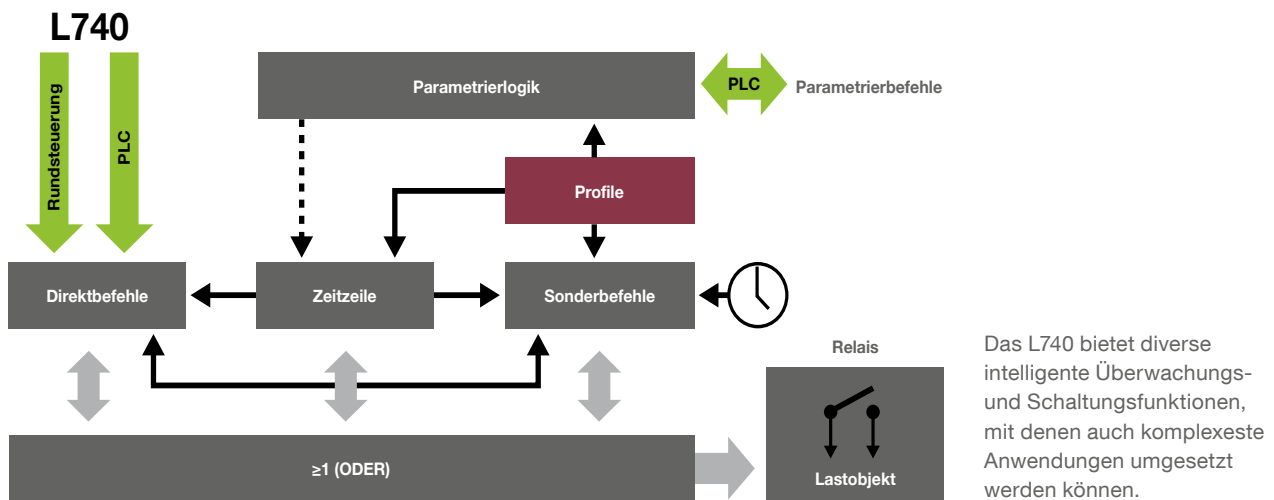 L740
Rundsteuerung
PLC
Parametrierlogik
PLC
Parametrierbefehle
Profile
Direktbefehle
Zeitzeile
Sonderbefehle
Relais
Lastobjekt
≥1 (ODER)
Das L740 bietet diverse
intelligente Überwachungs-
und Schaltungsfunktionen,
mit denen auch komplexeste
Anwendungen umgesetzt
werden können.